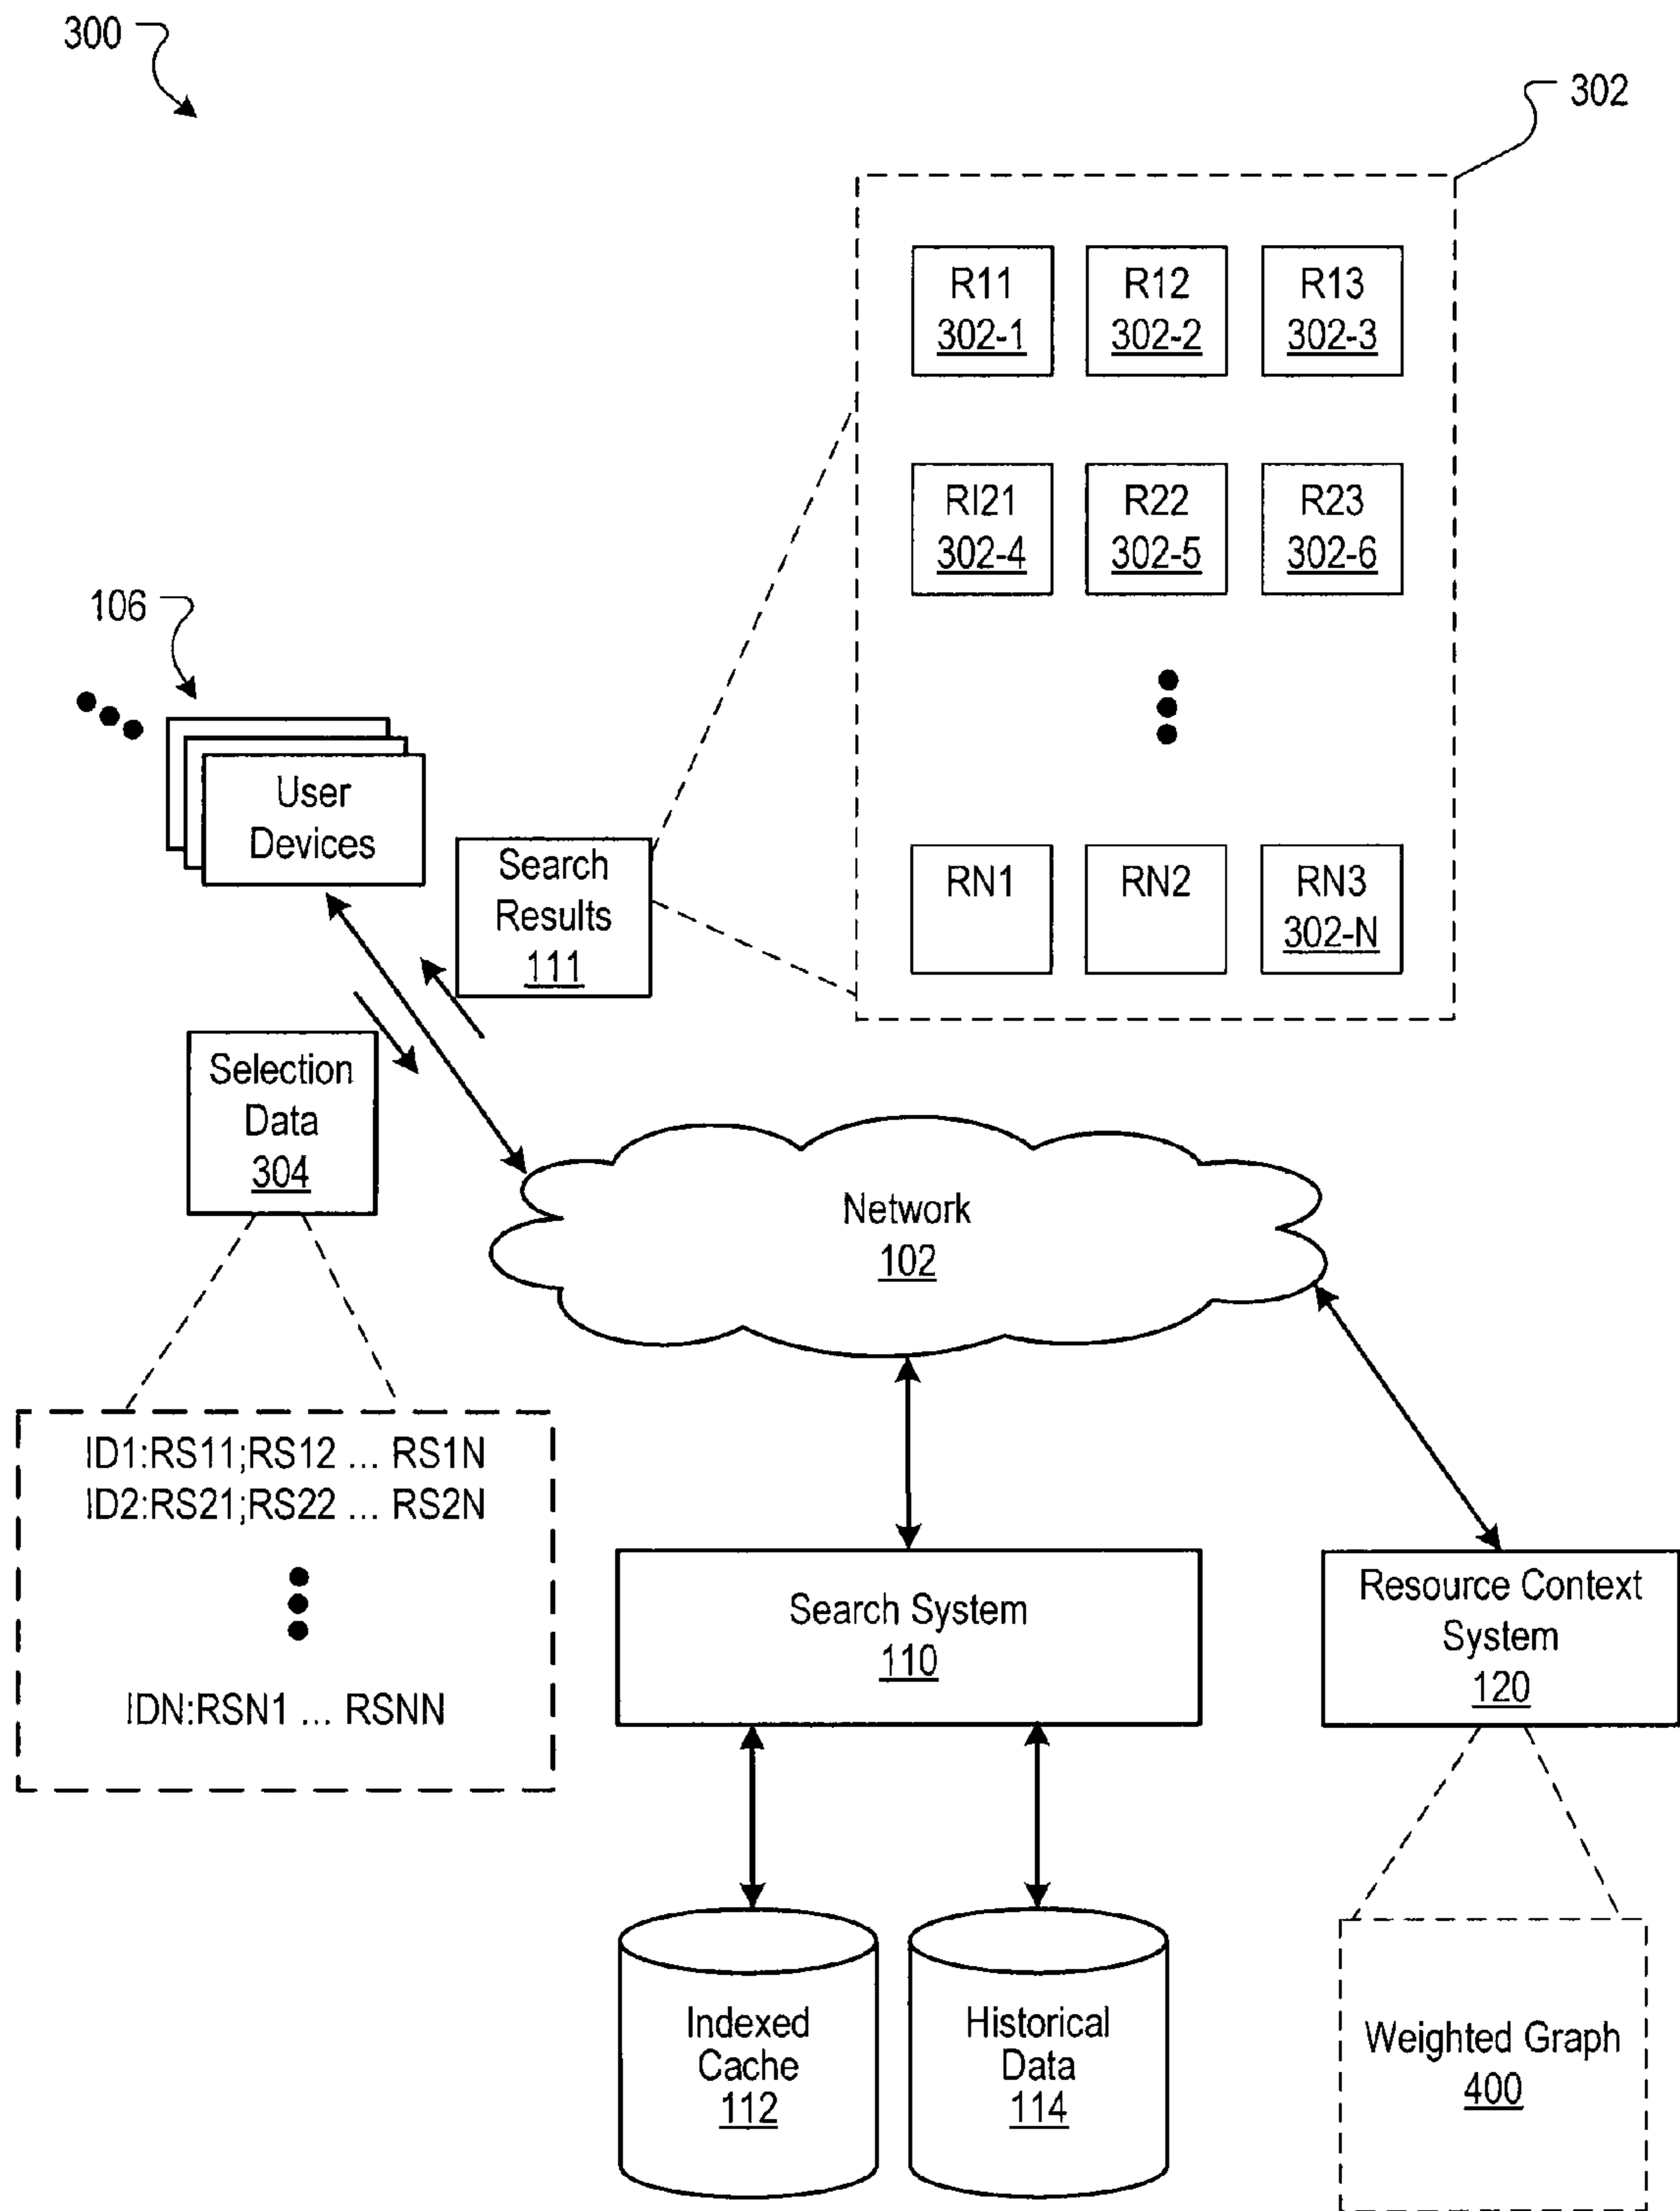 300
302
R11
302-1
R12
302-2
R13
302-3
RI21
302-4
R22
302-5
R23
302-6
106
User
Devices
Search
Results
111
RN1
RN2
RN3
302-N
Selection
Data
304
Network
102
ID1:RS11;RS12 ... RS1N
ID2:RS21;RS22 ... RS2N
IDN:RSN1 ... RSNN
Search System
110
Resource Context
System
120
Indexed
Cache
112
Historical
Data
114
Weighted Graph
400